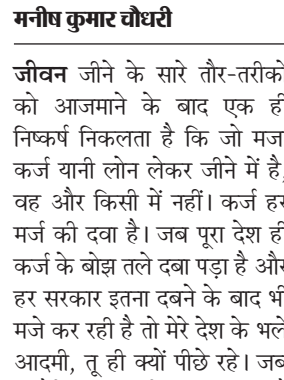 मनीष कुमार चौधरी
जीवन जीने के सारे तौर-तरीको
को आजमाने के बाद एक ही
निष्कर्ष निकलता है कि जो मज
कर्ज यानी लोन लेकर जीने में है,
वह और किसी में नहीं। कर्ज हर
मर्ज की दवा है। जब पूरा देश ही
कर्ज के बोझ तले दबा पड़ा है और
हर सरकार इतना दबने के बाद भी
मजे कर रही है तो मेरे देश के भले
आदमी, तू ही क्यों पीछे रहे। जब